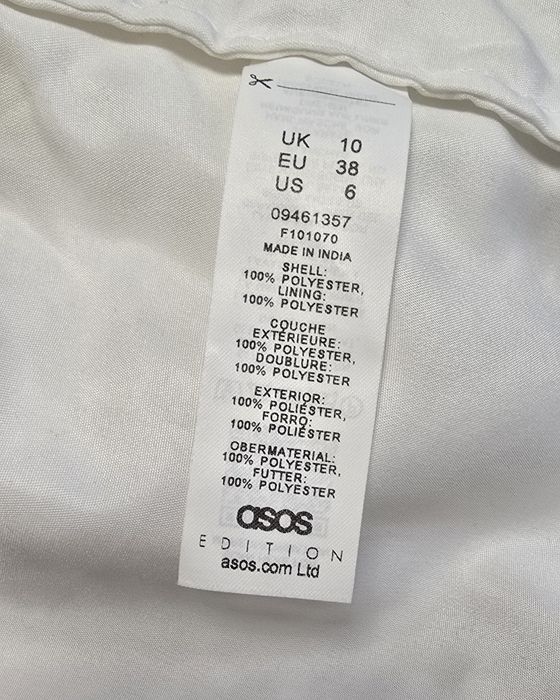 UK 10
EU 38
US 6
09461357
F101070
MADE IN INDIA
SHELL:
100% POLYESTER,
LINING:
100% POLYESTER
COUCHE
EXTÉRIEURE:
100% POLYESTER,
DOUBLURE:
100% POLYESTER
EXTERIOR:
100% POLIÉSTER,
FORRO:
100% POLIÉSTER
OBERMATERIAL:
100% POLYESTER,
FUTTER:
100% POLYESTER
asos
EDITION
asos.com Ltd